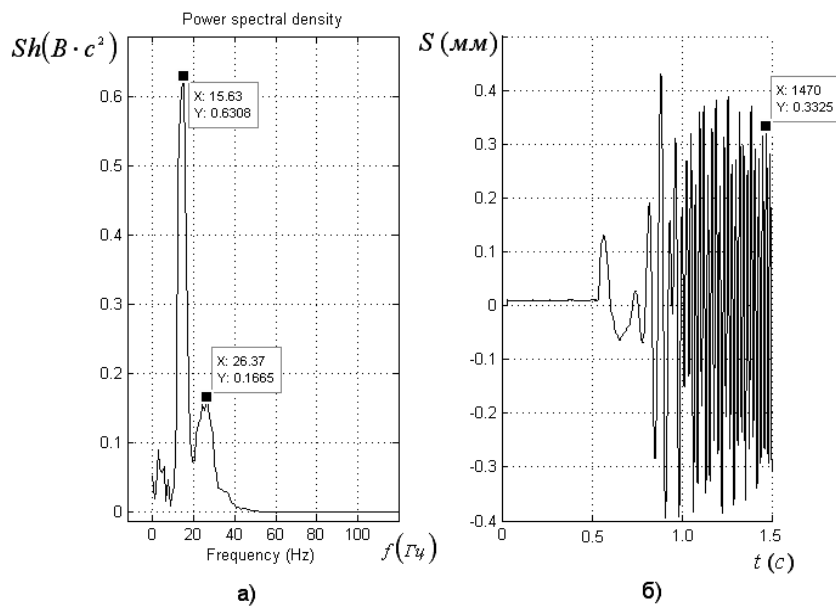 Power spectral density
Sh(В·с²)
0.6
0.5
0.4
0.3
0.2
0.1
0
X: 15.63
Y: 0.6308
X: 26.37
Y: 0.1665
0 20 40 60 80 100
Frequency (Hz)
f(Гц)
а)
S (мм)
0.4
0.3
0.2
0.1
0
-0.1
-0.2
-0.3
-0.4
X: 1470
Y: 0.3325
0 0.5 1.0 1.5
t (c)
б)